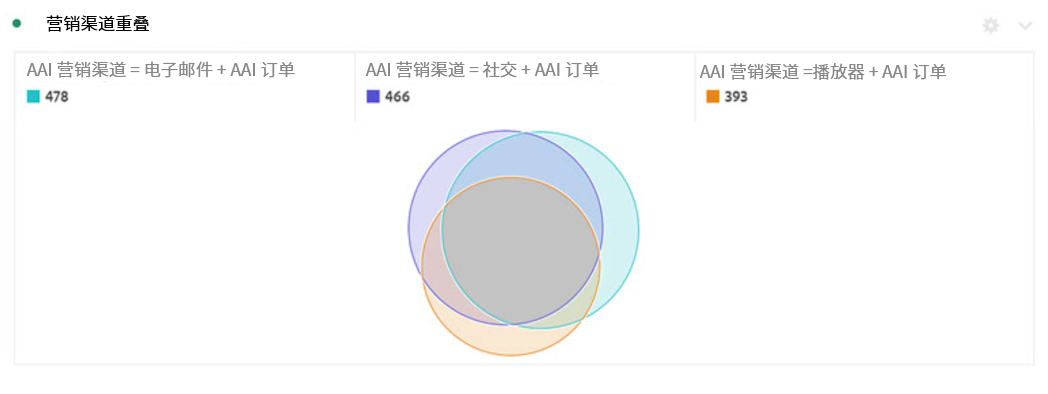 营销渠道重叠
AAI 营销渠道 = 电子邮件 + AAI 订单
478
AAI 营销渠道 = 社交 + AAI 订单
466
AAI 营销渠道 =播放器 + AAI 订单
393